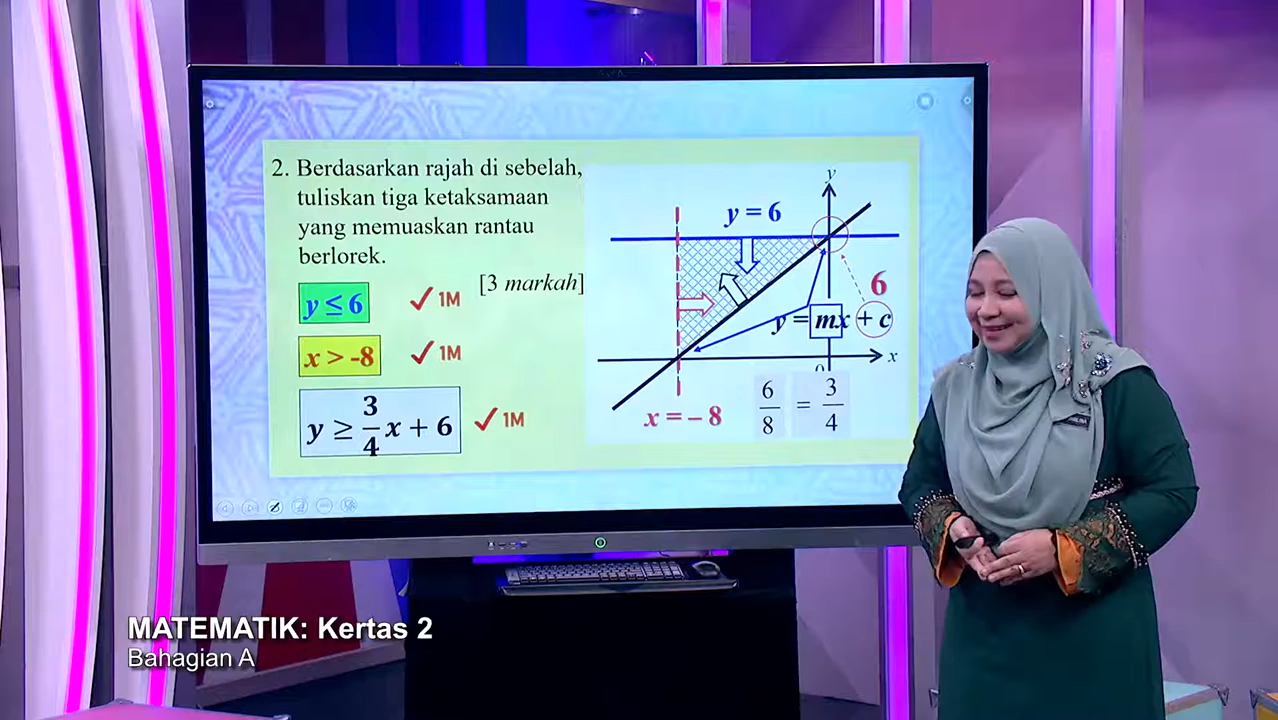 2. Berdasarkan rajah di sebelah,
tuliskan tiga ketaksamaan
yang memuaskan rantau
berlorek.
[3 markah]
y ≤ 6
1M
x > -8
1M
y ≥ 3/4 x + 6
1M
y
y = 6
6
y = mx + c
x
0
x = – 8
6/8 = 3/4
MATEMATIK: Kertas 2
Bahagian A